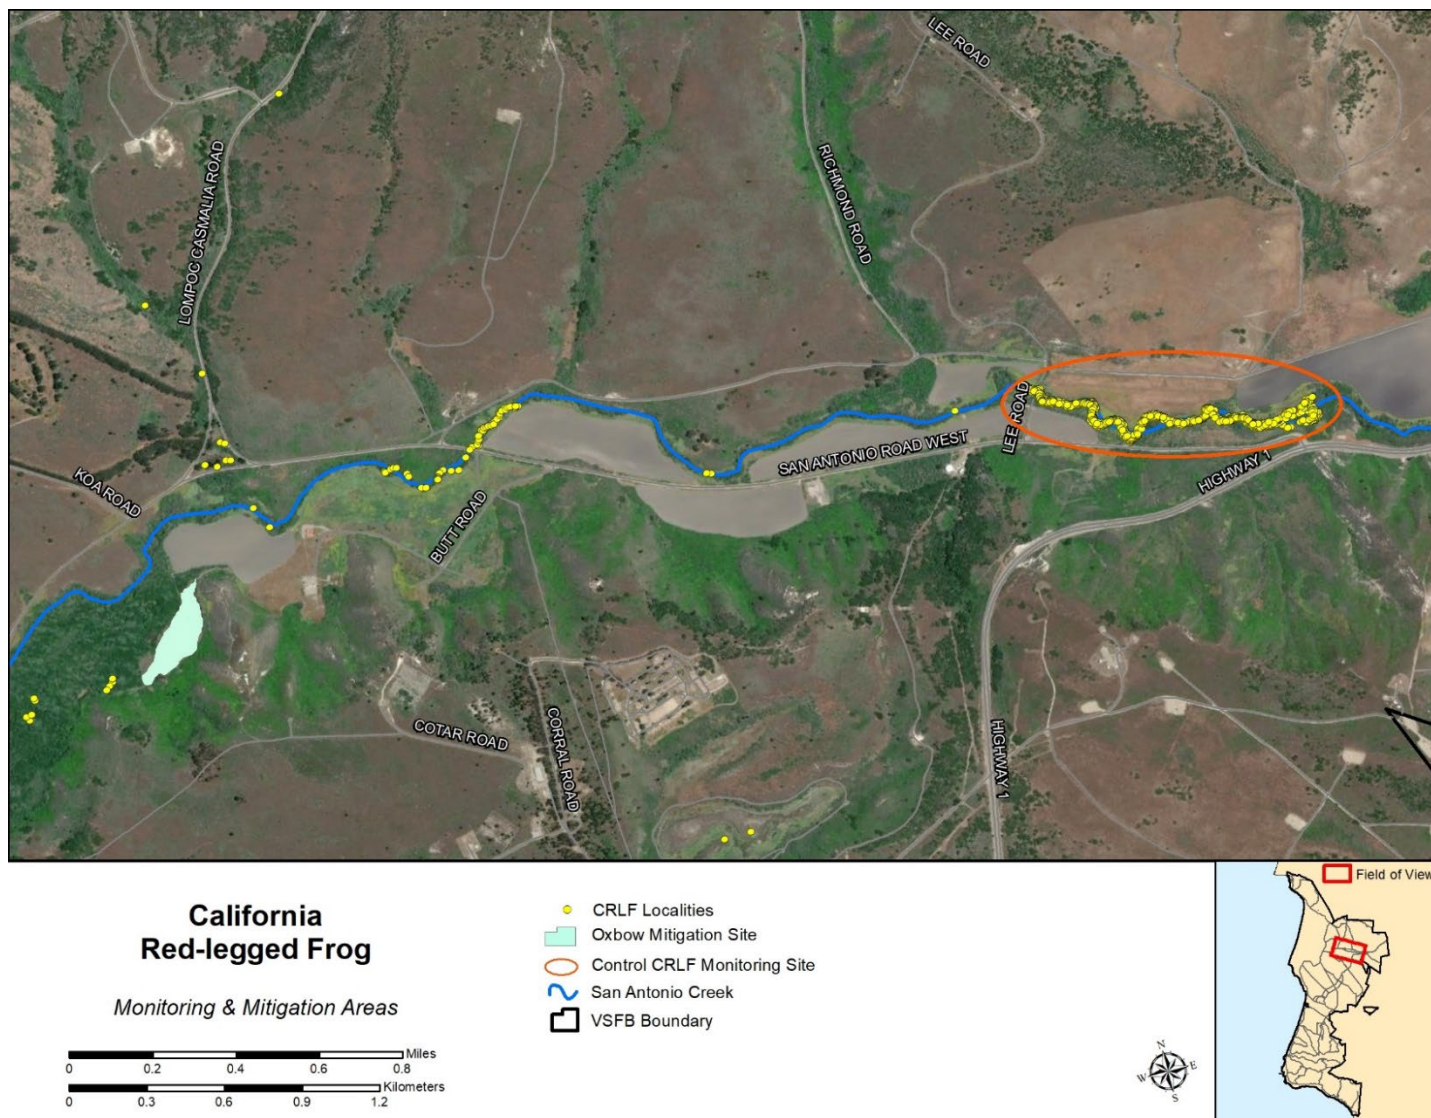 LEE ROAD
LOMPOC CASMALIA ROAD
RICHMOND ROAD
LEE ROAD
SAN ANTONIO ROAD WEST
HIGHWAY 1
KOA ROAD
BUTT ROAD
COTAR ROAD
CORRAL ROAD
HIGHWAY 1
California
Red-legged Frog
Monitoring & Mitigation Areas
0 0.2 0.4 0.6 0.8 Miles
0 0.3 0.6 0.9 1.2 Kilometers
CRLF Localities
Oxbow Mitigation Site
Control CRLF Monitoring Site
San Antonio Creek
VSFB Boundary
N
W E
S
Field of View